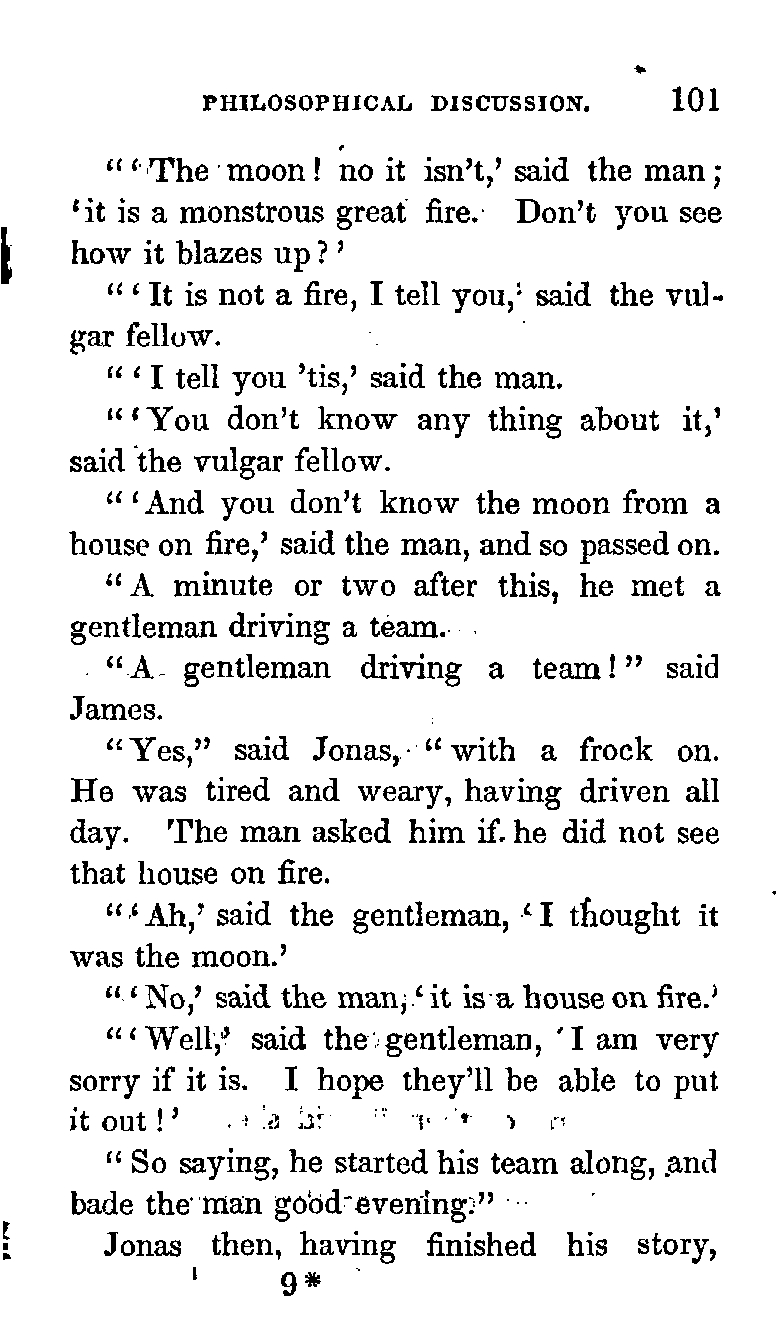 PHILOSOPHICAL DISCUSSION. 101
“‘The moon! no it isn’t,’ said the man;
‘it is a monstrous great fire. Don’t you see
how it blazes up?’
“‘It is not a fire, I tell you,’ said the vul-
gar fellow.
“‘I tell you ’tis,’ said the man.
“‘You don’t know any thing about it,’
said the vulgar fellow.
“‘And you don’t know the moon from a
house on fire,’ said the man, and so passed on.
“A minute or two after this, he met a
gentleman driving a team.
“A gentleman driving a team!” said
James.
“Yes,” said Jonas, “with a frock on.
He was tired and weary, having driven all
day. The man asked him if he did not see
that house on fire.
“‘Ah,’ said the gentleman, ‘I thought it
was the moon.’
“‘No,’ said the man, ‘it is a house on fire.’
“‘Well,’ said the gentleman, ‘I am very
sorry if it is. I hope they’ll be able to put
it out!’
“So saying, he started his team along, and
bade the man good-evening.”
Jonas then, having finished his story,
9*